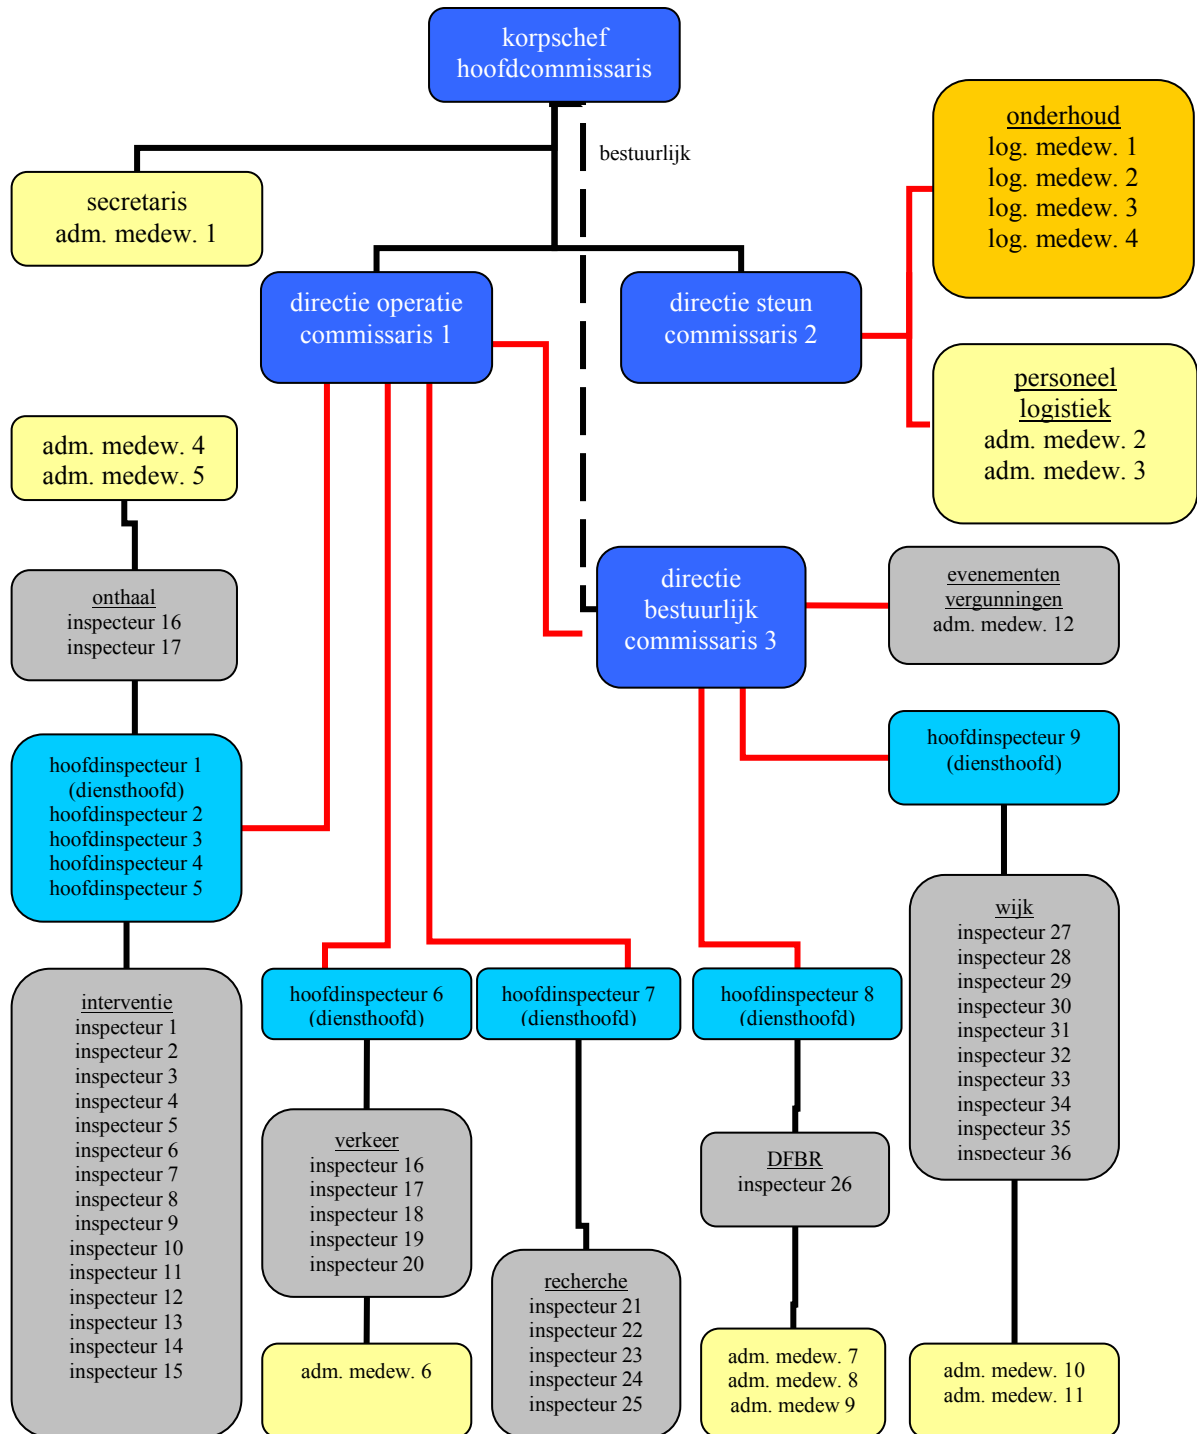 korpschef
hoofdcommissaris
bestuurlijk
onderhoud
log. medew. 1
log. medew. 2
log. medew. 3
log. medew. 4
secretaris
adm. medew. 1
directie operatie
commissaris 1
directie steun
commissaris 2
personeel
logistiek
adm. medew. 2
adm. medew. 3
adm. medew. 4
adm. medew. 5
onthaal
inspecteur 16
inspecteur 17
directie
bestuurlijk
commissaris 3
evenementen
vergunningen
adm. medew. 12
hoofdinspecteur 1
(diensthoofd)
hoofdinspecteur 2
hoofdinspecteur 3
hoofdinspecteur 4
hoofdinspecteur 5
hoofdinspecteur 9
(diensthoofd)
interventie
inspecteur 1
inspecteur 2
inspecteur 3
inspecteur 4
inspecteur 5
inspecteur 6
inspecteur 7
inspecteur 8
inspecteur 9
inspecteur 10
inspecteur 11
inspecteur 12
inspecteur 13
inspecteur 14
inspecteur 15
hoofdinspecteur 6
(diensthoofd)
verkeer
inspecteur 16
inspecteur 17
inspecteur 18
inspecteur 19
inspecteur 20
adm. medew. 6
hoofdinspecteur 7
(diensthoofd)
recherche
inspecteur 21
inspecteur 22
inspecteur 23
inspecteur 24
inspecteur 25
hoofdinspecteur 8
(diensthoofd)
DFBR
inspecteur 26
adm. medew. 7
adm. medew. 8
adm. medew 9
wijk
inspecteur 27
inspecteur 28
inspecteur 29
inspecteur 30
inspecteur 31
inspecteur 32
inspecteur 33
inspecteur 34
inspecteur 35
inspecteur 36
adm. medew. 10
adm. medew. 11